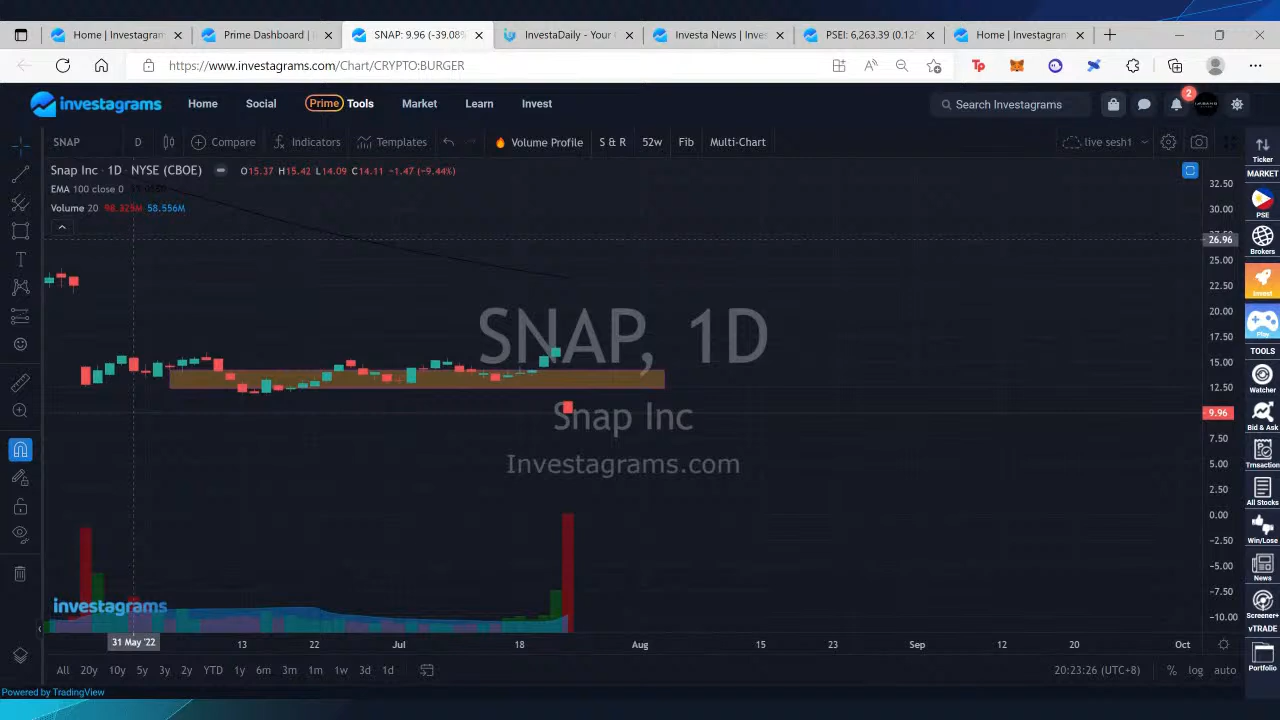 Home | Investagram
Prime Dashboard |
SNAP: 9.96 (-39.08%
InvestaDaily - Your
Investa News | Inves
PSEI: 6,263.39 (0.12%
Home | Investagran
https://www.investagrams.com/Chart/CRYPTO:BURGER
investagrams
Home
Social
Prime Tools
Market
Learn
Invest
Search Investagrams
2
SNAP
D
Compare
Indicators
Templates
Volume Profile
S & R
52w
Fib
Multi-Chart
live sesh1
Snap Inc · 1D · NYSE (CBOE)
O15.37 H15.42 L14.09 C14.11 −1.47 (−9.44%)
EMA 100 close 0
Volume 20 98.325M 58.556M
SNAP, 1D
Snap Inc
Investagrams.com
32.50
30.00
26.96
25.00
22.50
20.00
17.50
15.00
12.50
9.96
7.50
5.00
2.50
0.00
−2.50
−5.00
−7.50
−10.00
Ticker
MARKET
PSE
Brokers
Invest
Play
TOOLS
Watcher
Bid & Ask
Trnsaction
All Stocks
Win/Lose
News
Screener+
vTRADE
Portfolio
investagrams
31 May '22
13
22
Jul
18
Aug
15
23
Sep
12
20
Oct
All
20y
10y
5y
3y
2y
YTD
1y
6m
3m
1m
1w
3d
1d
20:23:26 (UTC+8)
%
log
auto
Powered by TradingView